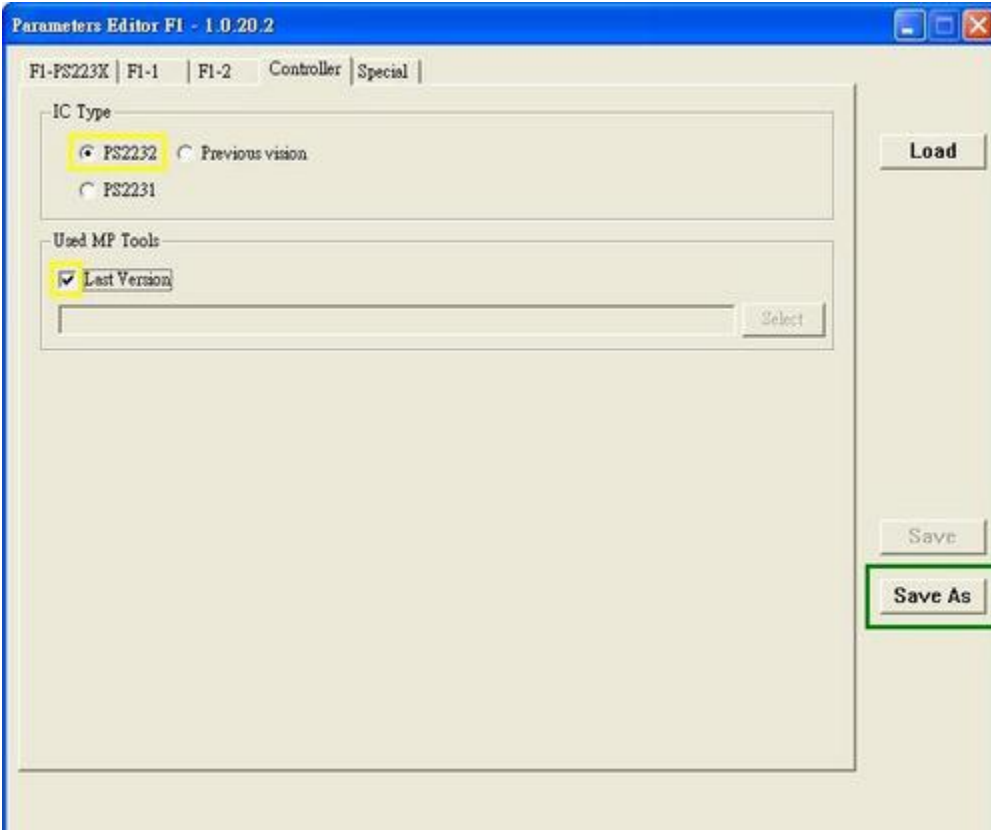 Parameters Editor F1 - 1.0.20.2
F1-PS223X F1-1 F1-2 Controller Special
IC Type
PS2232 Previous vision
PS2231
Load
Used MP Tools
Last Version
Select
Save
Save As